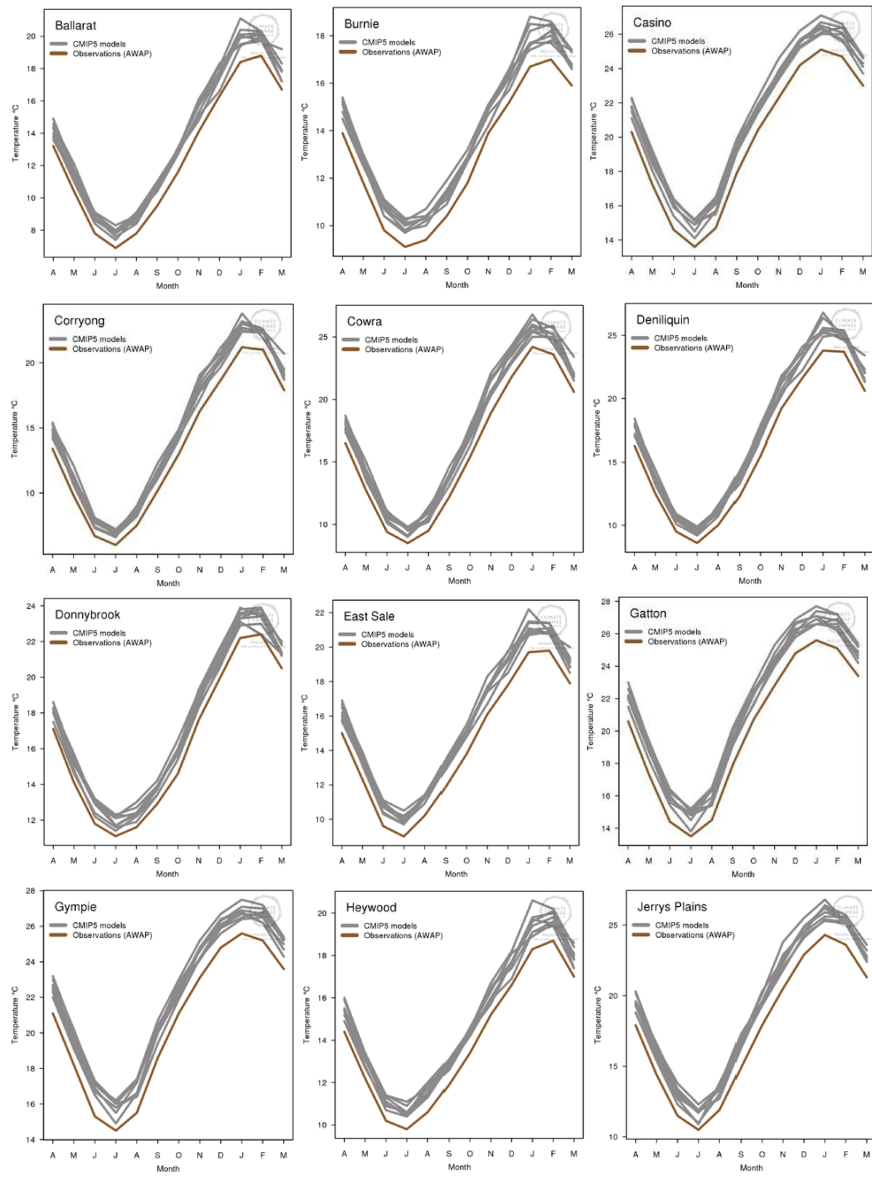 Ballarat
CMIP5 models
Observations (AWAP)
Temperature °C
20
18
16
14
12
10
8
A M J J A S O N D J F M
Month
Burnie
CMIP5 models
Observations (AWAP)
Temperature °C
18
16
14
12
10
A M J J A S O N D J F M
Month
Casino
CMIP5 models
Observations (AWAP)
Temperature °C
26
24
22
20
18
16
14
A M J J A S O N D J F M
Month
Corryong
CMIP5 models
Observations (AWAP)
Temperature °C
20
15
10
A M J J A S O N D J F M
Month
Cowra
CMIP5 models
Observations (AWAP)
Temperature °C
25
20
15
10
A M J J A S O N D J F M
Month
Deniliquin
CMIP5 models
Observations (AWAP)
Temperature °C
25
20
15
10
A M J J A S O N D J F M
Month
Donnybrook
CMIP5 models
Observations (AWAP)
Temperature °C
24
22
20
18
16
14
12
A M J J A S O N D J F M
Month
East Sale
CMIP5 models
Observations (AWAP)
Temperature °C
22
20
18
16
14
12
10
A M J J A S O N D J F M
Month
Gatton
CMIP5 models
Observations (AWAP)
Temperature °C
28
26
24
22
20
18
16
14
A M J J A S O N D J F M
Month
Gympie
CMIP5 models
Observations (AWAP)
Temperature °C
28
26
24
22
20
18
16
14
A M J J A S O N D J F M
Month
Heywood
CMIP5 models
Observations (AWAP)
Temperature °C
20
18
16
14
12
10
A M J J A S O N D J F M
Month
Jerrys Plains
CMIP5 models
Observations (AWAP)
Temperature °C
25
20
15
10
A M J J A S O N D J F M
Month